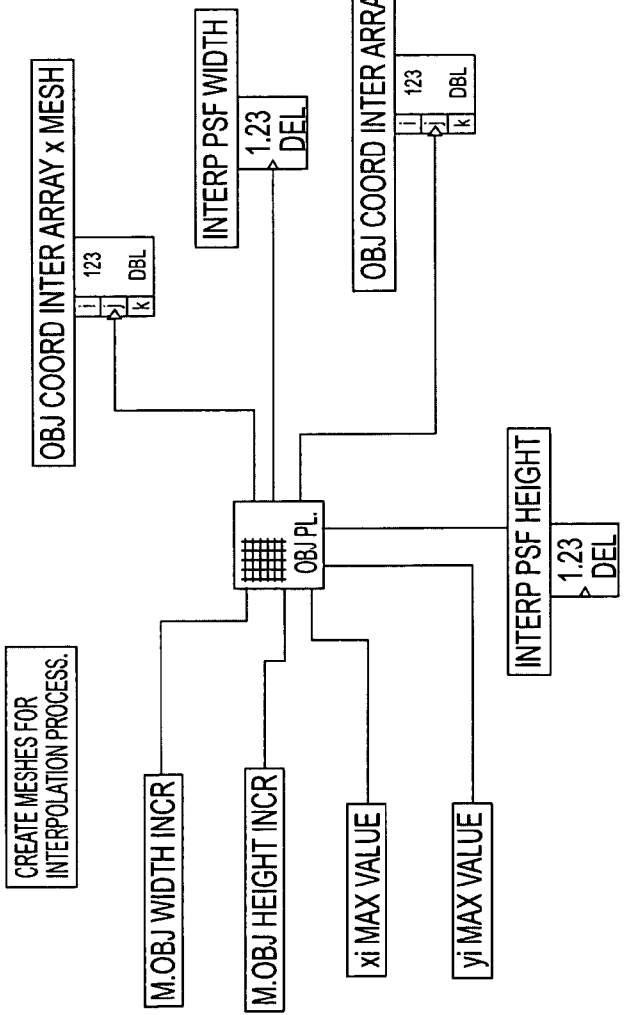 CREATE MESHES FOR
INTERPOLATION PROCESS.
OBJ COORD INTER ARRAY x MESH
i
j
k
123
DBL
M.OBJ WIDTH INCR
INTERP PSF WIDTH
1.23
DEL
M.OBJ HEIGHT INCR
OBJ PL.
xi MAX VALUE
OBJ COORD INTER ARRA
i
j
k
123
DBL
yi MAX VALUE
INTERP PSF HEIGHT
1.23
DEL